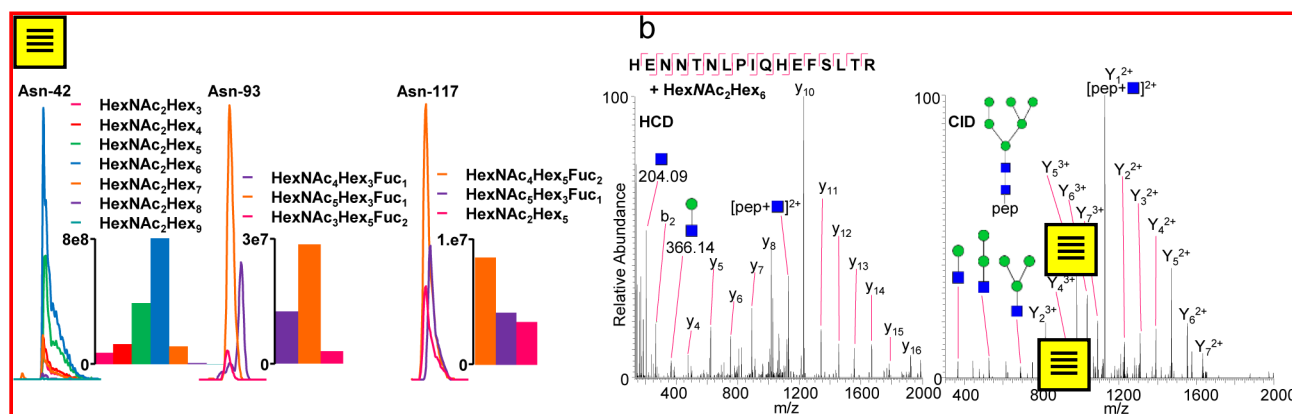 b
Asn-42
HexNAc₂Hex₃
HexNAc₂Hex₄
HexNAc₂Hex₅
HexNAc₂Hex₆
HexNAc₂Hex₇
HexNAc₂Hex₈
HexNAc₂Hex₉
8e8
0
Asn-93
HexNAc₄Hex₃Fuc₁
HexNAc₅Hex₃Fuc₁
HexNAc₃Hex₅Fuc₂
3e7
0
Asn-117
HexNAc₄Hex₅Fuc₂
HexNAc₅Hex₃Fuc₁
HexNAc₂Hex₅
1.e7
0
HENNTNLPIQHEFSLTR
+ HexNAc₂Hex₆
HCD
100
Relative Abundance
0
204.09
b₂
366.14
y₄
y₅
y₆
y₇
y₈
[pep+ ]²⁺
y₁₀
y₁₁
y₁₂
y₁₃
y₁₄
y₁₅
y₁₆
400 800 1200 1600 2000
m/z
CID
100
0
pep
Y₁²⁺
[pep+ ]²⁺
Y₅³⁺
Y₆³⁺
Y₇³⁺
Y₂²⁺
Y₃²⁺
Y₄²⁺
Y₅²⁺
Y₆²⁺
Y₇²⁺
Y₄³⁺
Y₂³⁺
400 800 1200 1600 2000
m/z